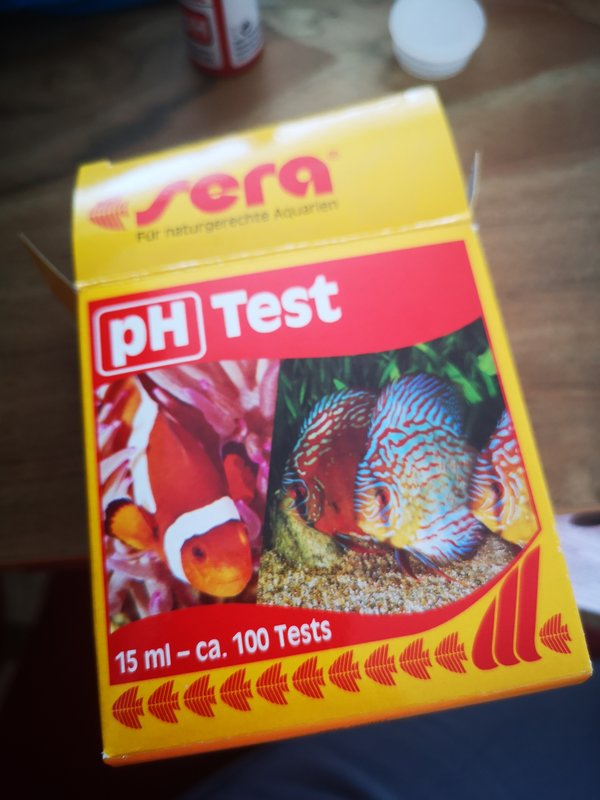 sera®
Für naturgerechte Aquarien
pH Test
15 ml – ca. 100 Tests